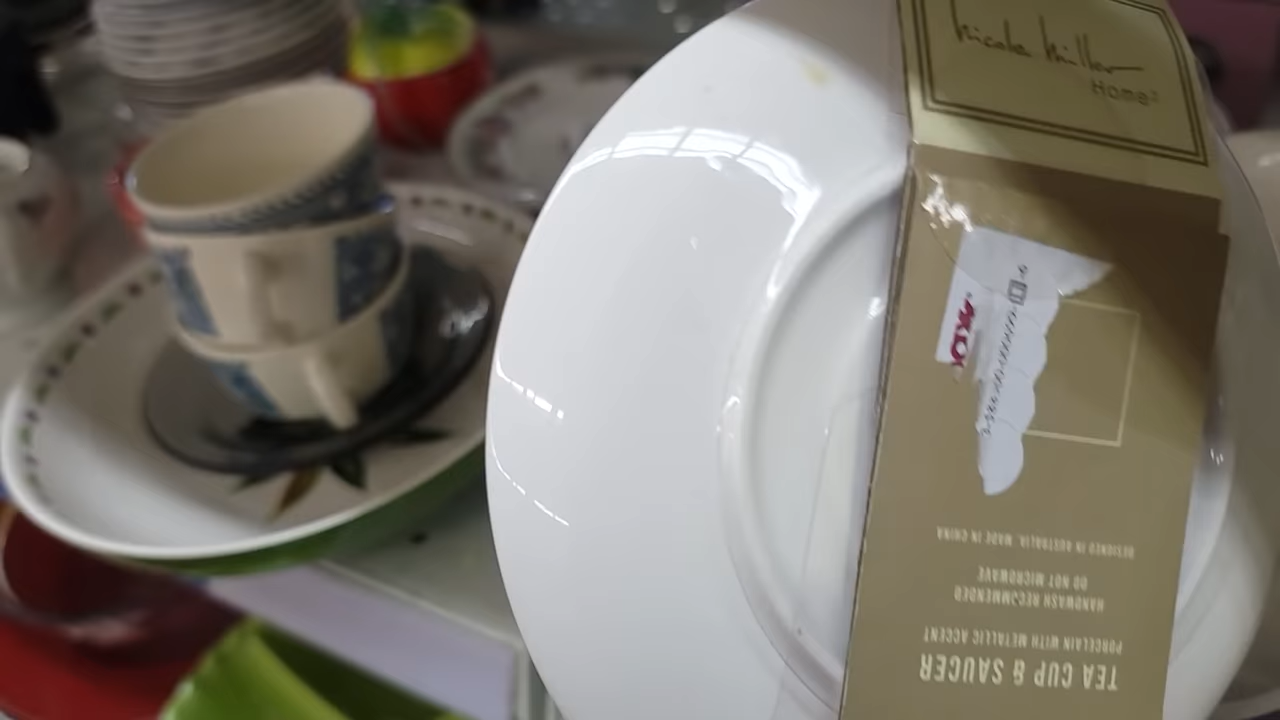 nicole miller
Home
TEA CUP & SAUCER
PORCELAIN WITH METALLIC ACCENT
HANDWASH RECOMMENDED
DO NOT MICROWAVE
DESIGNED IN AUSTRALIA. MADE IN CHINA